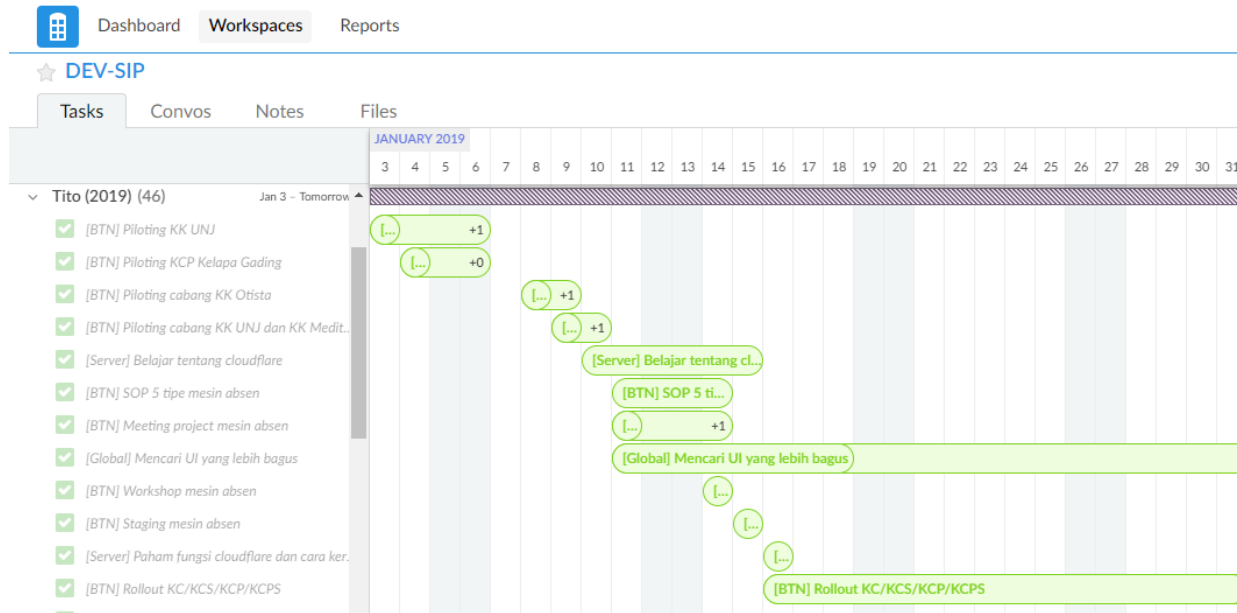 Dashboard Workspaces Reports
DEV-SIP
Tasks Convos Notes Files
JANUARY 2019
3 4 5 6 7 8 9 10 11 12 13 14 15 16 17 18 19 20 21 22 23 24 25 26 27 28 29 30 31
Tito (2019) (46) Jan 3 – Tomorrow
[BTN] Piloting KK UNJ [... +1
[BTN] Piloting KCP Kelapa Gading [... +0
[BTN] Piloting cabang KK Otista [... +1
[BTN] Piloting cabang KK UNJ dan KK Medit... [... +1
[Server] Belajar tentang cloudflare [Server] Belajar tentang cl...
[BTN] SOP 5 tipe mesin absen [BTN] SOP 5 ti...
[BTN] Meeting project mesin absen [... +1
[Global] Mencari UI yang lebih bagus [Global] Mencari UI yang lebih bagus
[BTN] Workshop mesin absen [...
[BTN] Staging mesin absen [...
[Server] Paham fungsi cloudflare dan cara ker... [...
[BTN] Rollout KC/KCS/KCP/KCPS [BTN] Rollout KC/KCS/KCP/KCPS